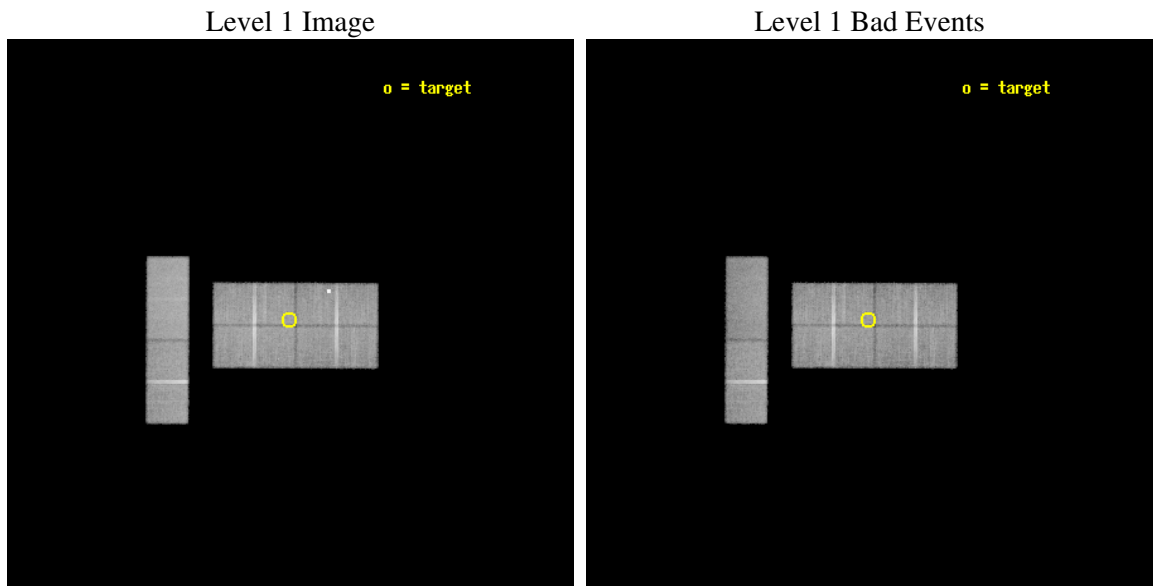 Level 1 Image
Level 1 Bad Events
o = target
o = target